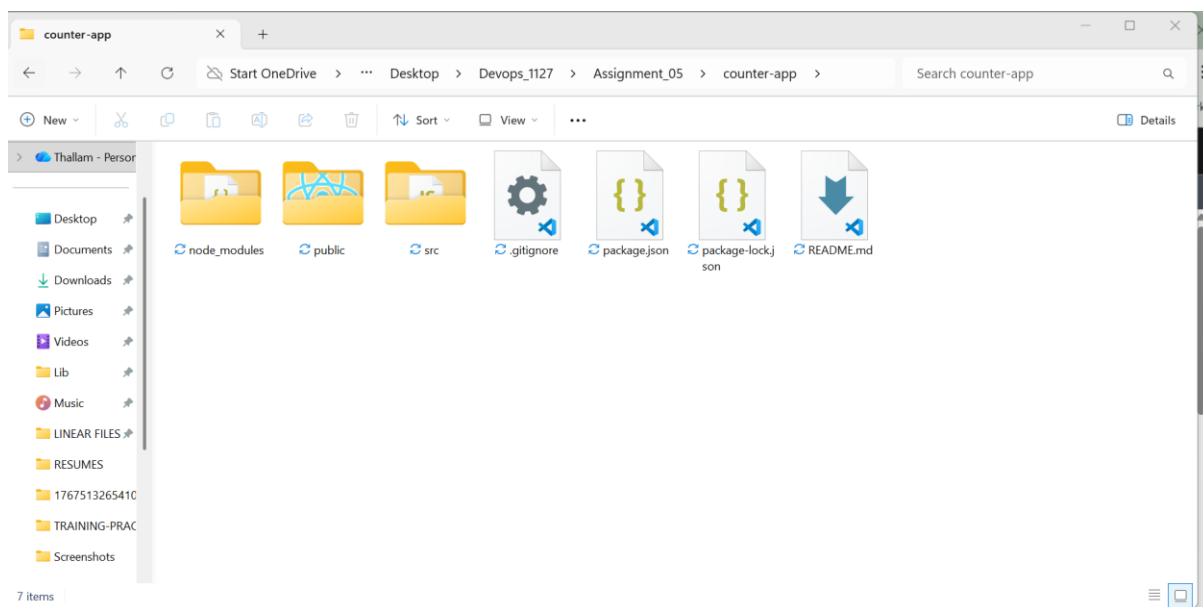 counter-app
Start OneDrive > ··· Desktop > Devops_1127 > Assignment_05 > counter-app >
Search counter-app
New
Sort
View
···
Details
Thallam - Person
Desktop
Documents
Downloads
Pictures
Videos
Lib
Music
LINEAR FILES
RESUMES
1767513265410
TRAINING-PRAC
Screenshots
node_modules
public
src
.gitignore
package.json
package-lock.j
son
README.md
7 items